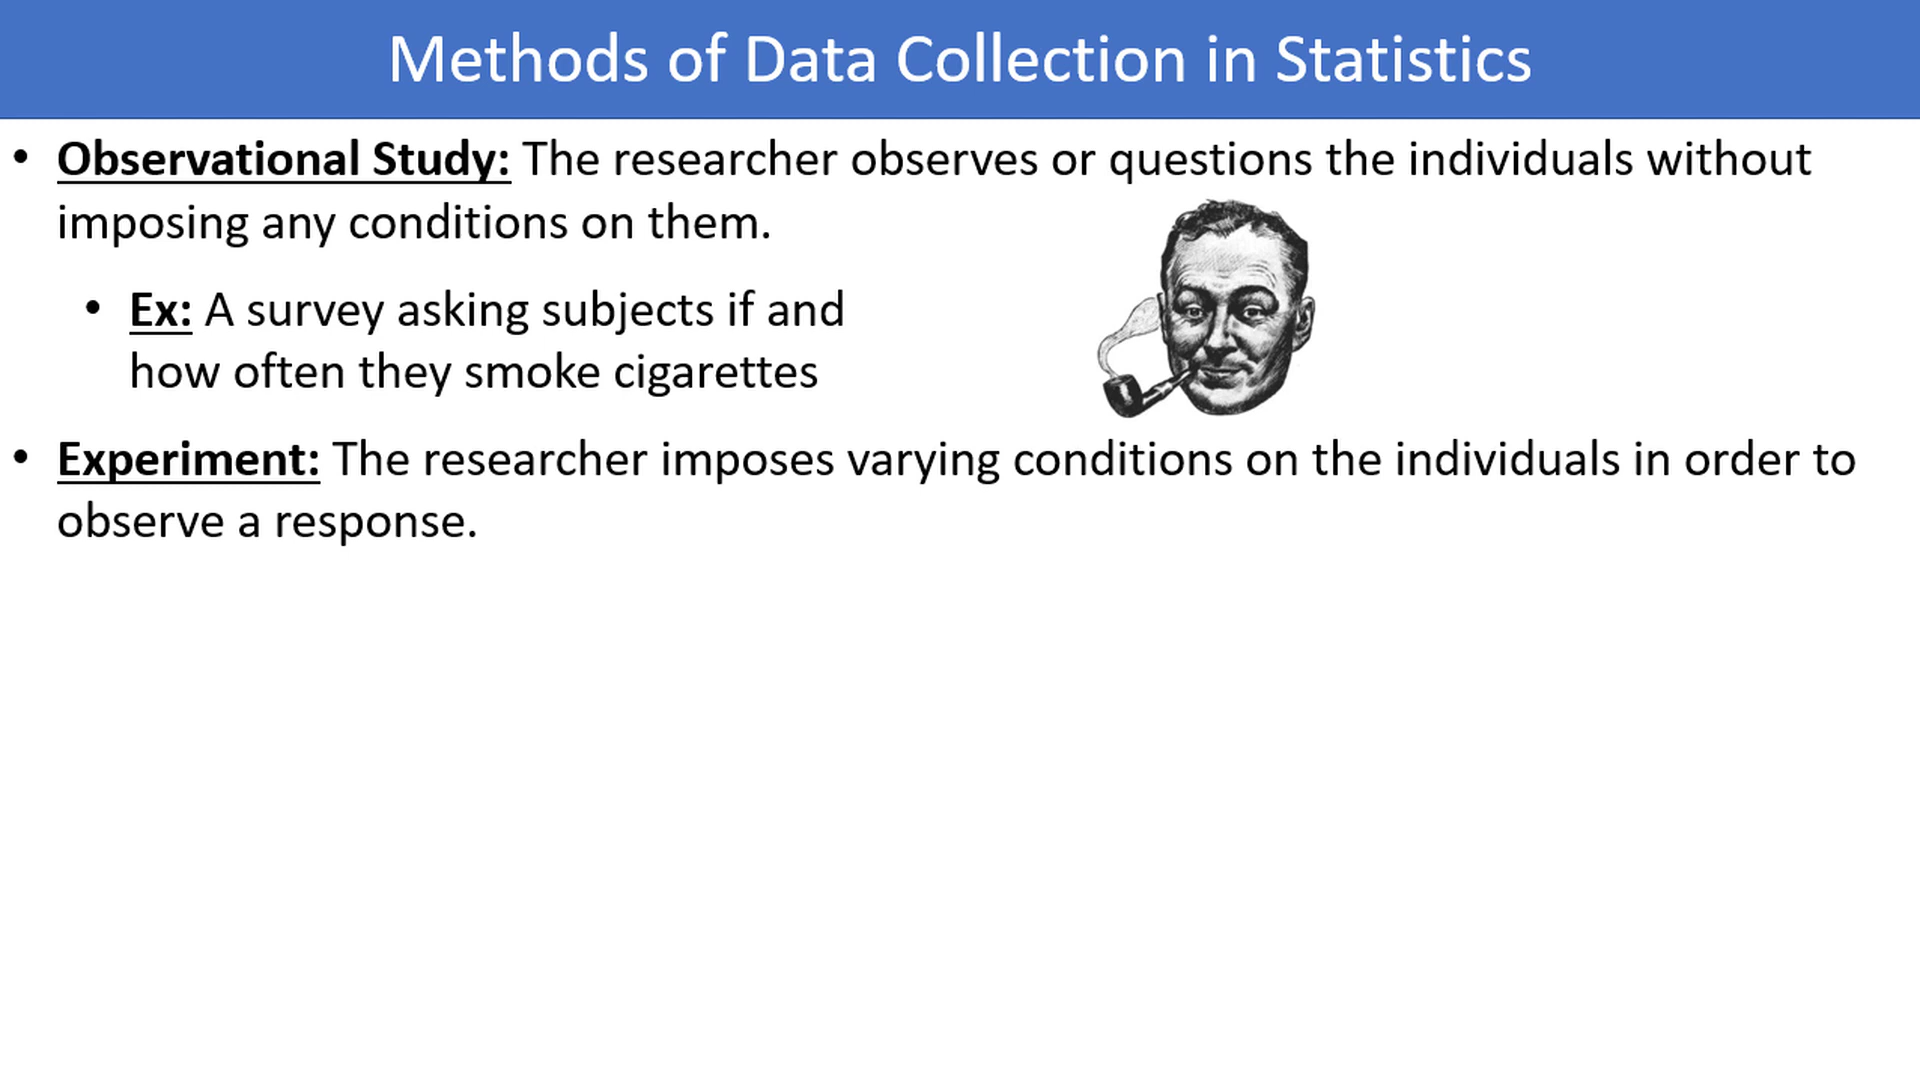 Methods of Data Collection in Statistics
• Observational Study: The researcher observes or questions the individuals without
imposing any conditions on them.
• Ex: A survey asking subjects if and
how often they smoke cigarettes
• Experiment: The researcher imposes varying conditions on the individuals in order to
observe a response.